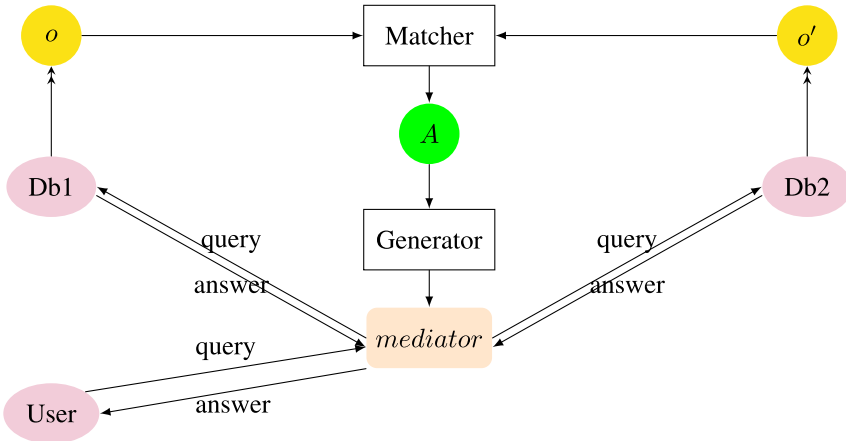 o
Matcher
o′
A
Db1
Db2
query
Generator
query
answer
answer
mediator
query
answer
User